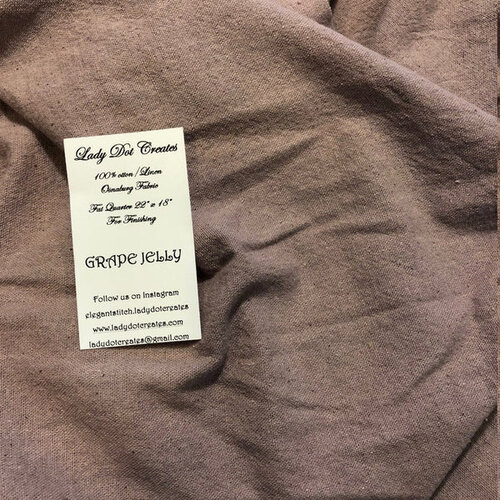 Lady Dot Creates
100% otton / Linen
Osnaburg Fabric
Fat Quarter 22" x 18"
For Finishing
GRAPE JELLY
Follow us on Instagram
elegantstitch.ladydotcreates
www.ladydotcreates.com
ladydotcreates@gmail.com